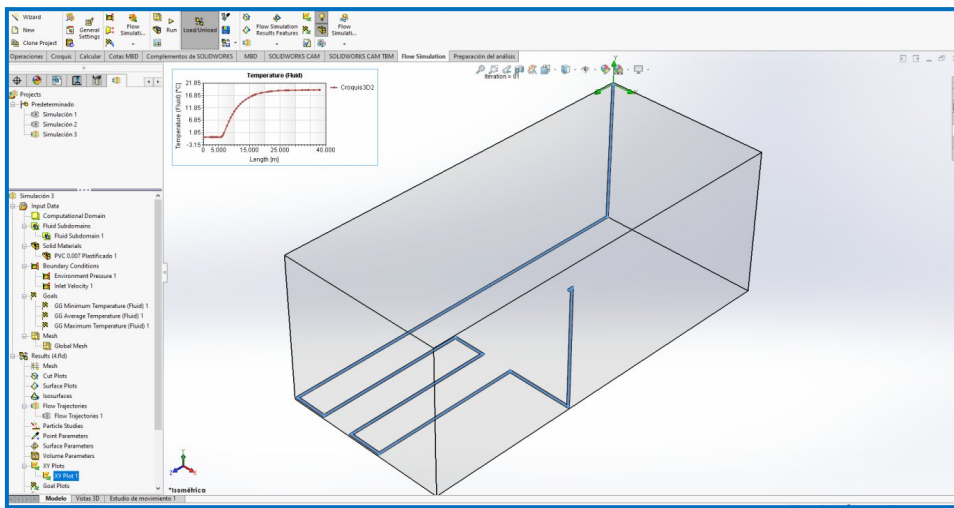 Wizard
New
Clone Project
General Settings
Flow Simulati...
Run
Load/Unload
Flow Simulation Results Features
Flow Simulati...
Operaciones Croquis Calcular Cotas MBD Complementos de SOLIDWORKS MBD SOLIDWORKS CAM SOLIDWORKS CAM TBM Flow Simulation Preparación del análisis
Iteration = 81
Projects
Predeterminado
Simulación 1
Simulación 2
Simulación 3
Temperature (Fluid)
Temperature (Fluid) [°C]
21.85
16.85
11.85
6.85
1.85
-3.15
0 5.000 15.000 25.000 40.000
Length [m]
Croquis3D2
Simulación 3
Input Data
Computational Domain
Fluid Subdomains
Fluid Subdomain 1
Solid Materials
PVC 0.007 Plastificado 1
Boundary Conditions
Environment Pressure 1
Inlet Velocity 1
Goals
GG Minimum Temperature (Fluid) 1
GG Average Temperature (Fluid) 1
GG Maximum Temperature (Fluid) 1
Mesh
Global Mesh
Results (4.fld)
Mesh
Cut Plots
Surface Plots
Isosurfaces
Flow Trajectories
Flow Trajectories 1
Particle Studies
Point Parameters
Surface Parameters
Volume Parameters
XY Plots
XY Plot 1
Goal Plots
Y
Z
X
*Isométrica
Modelo Vistas 3D Estudio de movimiento 1